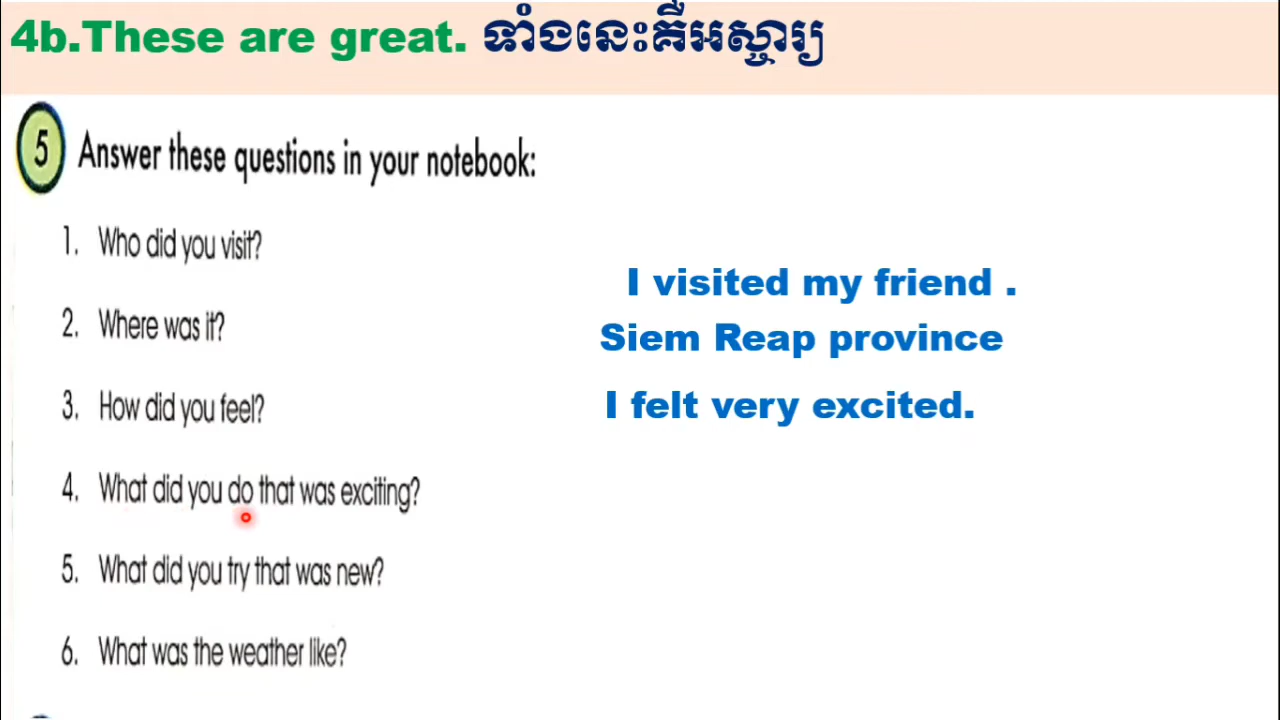 4b.These are great. ទាំងនេះគឺអស្ចារ្យ
5 Answer these questions in your notebook:
1. Who did you visit?
I visited my friend .
2. Where was it?
Siem Reap province
3. How did you feel?
I felt very excited.
4. What did you do that was exciting?
5. What did you try that was new?
6. What was the weather like?